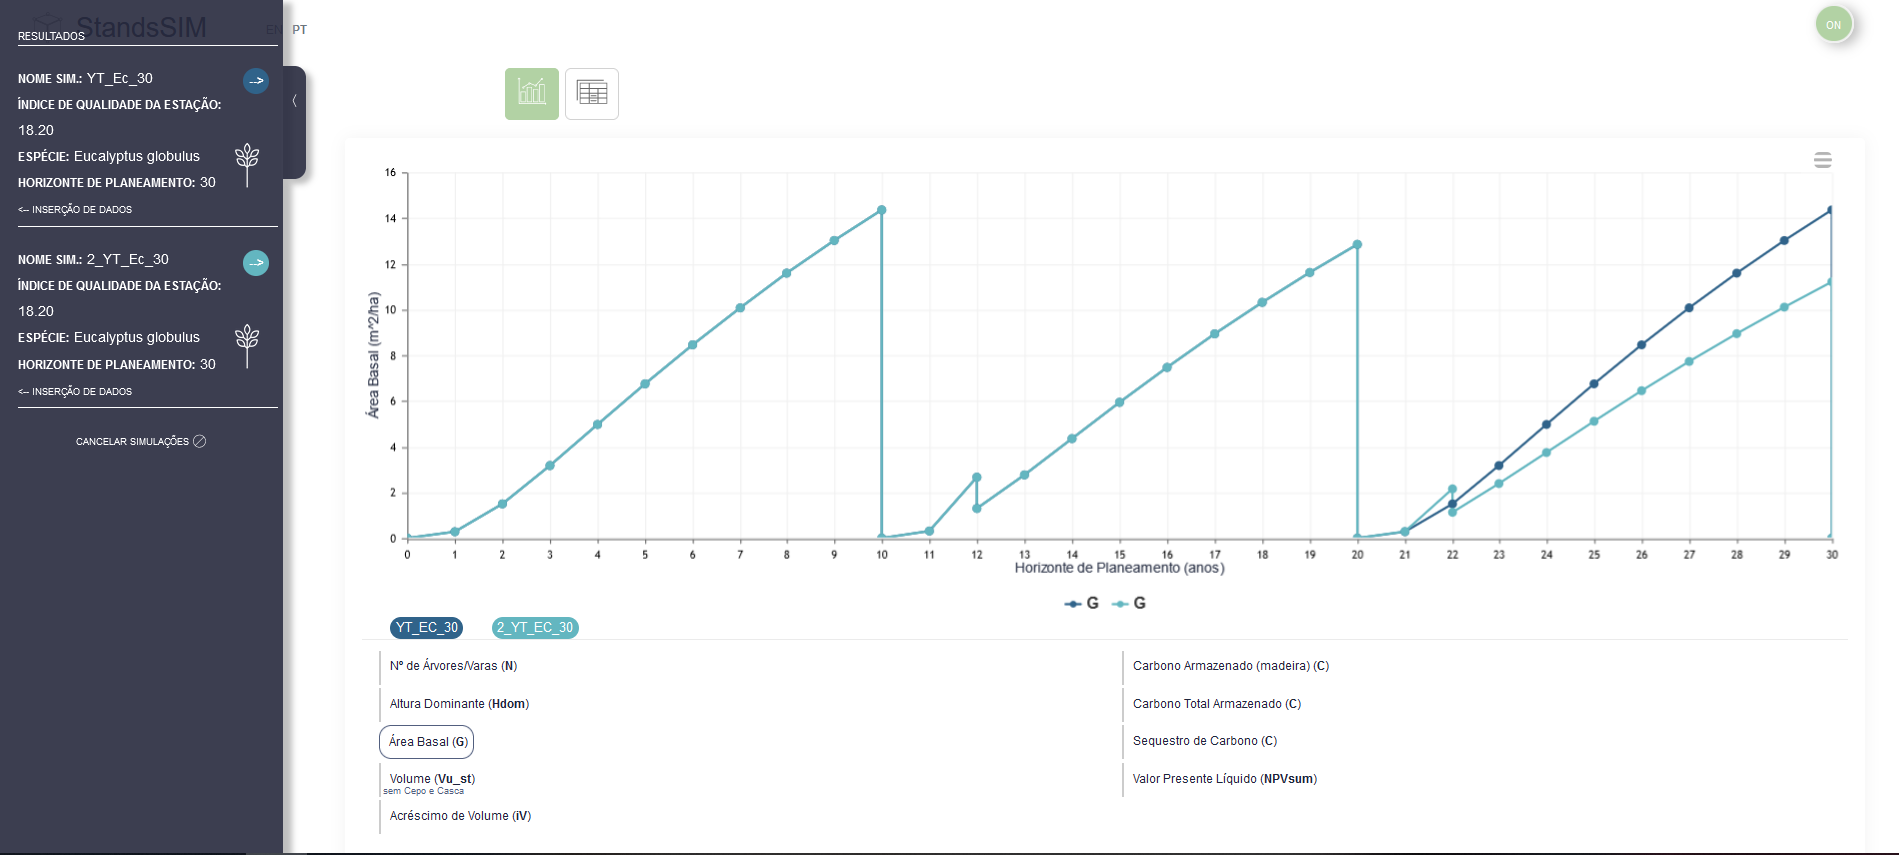 StandsSIM
EN PT
ON
RESULTADOS
NOME SIM.: YT_Ec_30
-->
ÍNDICE DE QUALIDADE DA ESTAÇÃO:
18.20
ESPÉCIE: Eucalyptus globulus
HORIZONTE DE PLANEAMENTO: 30
<-- INSERÇÃO DE DADOS
NOME SIM.: 2_YT_Ec_30
-->
ÍNDICE DE QUALIDADE DA ESTAÇÃO:
18.20
ESPÉCIE: Eucalyptus globulus
HORIZONTE DE PLANEAMENTO: 30
<-- INSERÇÃO DE DADOS
CANCELAR SIMULAÇÕES
16
14
12
10
8
6
4
2
0
Área Basal (m^2/ha)
0 1 2 3 4 5 6 7 8 9 10 11 12 13 14 15 16 17 18 19 20 21 22 23 24 25 26 27 28 29 30
Horizonte de Planeamento (anos)
G G
YT_EC_30 2_YT_EC_30
Nº de Árvores/Varas (N)
Altura Dominante (Hdom)
Área Basal (G)
Volume (Vu_st)
sem Cepo e Casca
Acréscimo de Volume (iV)
Carbono Armazenado (madeira) (C)
Carbono Total Armazenado (C)
Sequestro de Carbono (C)
Valor Presente Líquido (NPVsum)